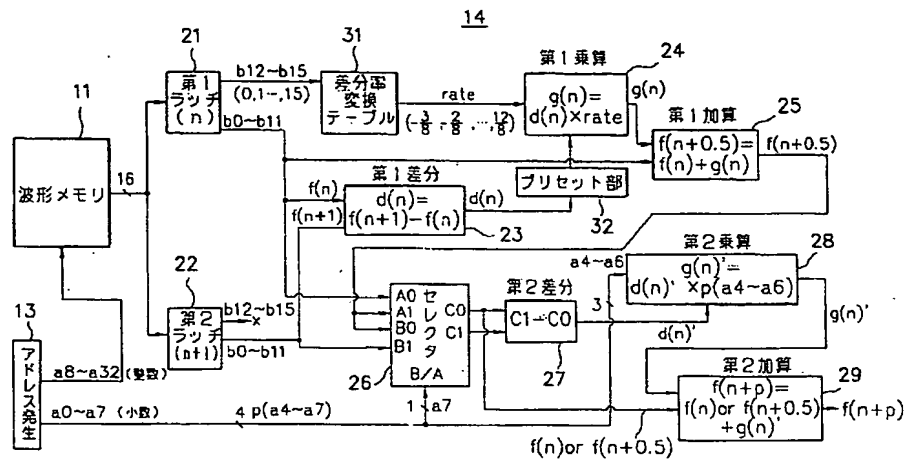 14
21
第1
ラッチ
(n)
b12~b15
(0,1~,15)
b0~b11
31
差分率
変換
テーブル
rate
(-3/8,-2/8,…,12/8)
24
第1乗算
g(n)=
d(n)×rate
g(n)
25
第1加算
f(n+0.5)=
f(n)+g(n)
f(n+0.5)
11
波形メモリ
16
第1差分
f(n)
f(n+1)
d(n)=
f(n+1)-f(n)
d(n)
23
プリセット部
32
22
第2
ラッチ
(n+1)
b12~b15
×
b0~b11
A0
A1
B0
B1
セレクタ
C0
C1
B/A
26
第2差分
C1-C0
27
3
d(n)'
a4~a6
第2乗算
28
g(n)'=
d(n)'×p(a4~a6)
g(n)'
13
アドレス発生
a8~a32(整数)
a0~a7 (小数)
4 p(a4~a7)
1 a7
第2加算
29
f(n+p)=
f(n)or f(n+0.5)
+g(n)'
f(n+p)
f(n)or f(n+0.5)